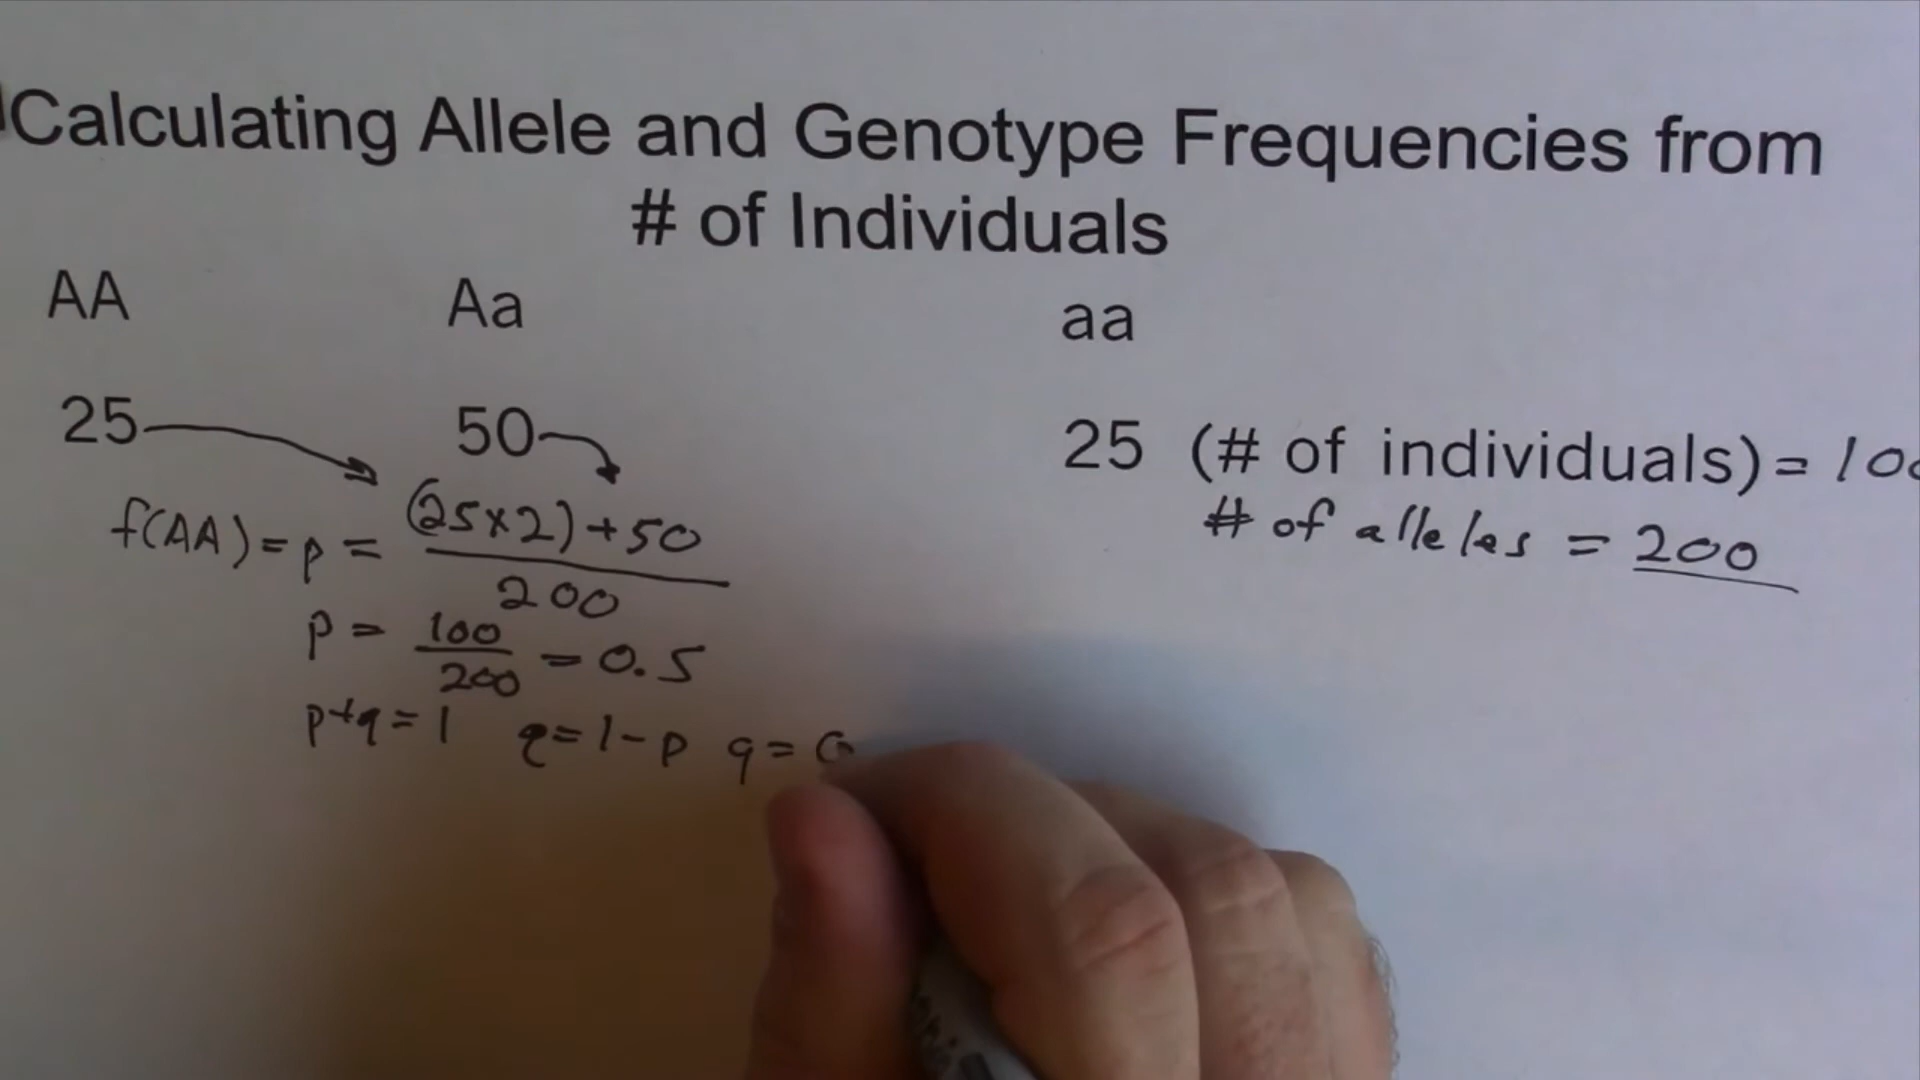 Calculating Allele and Genotype Frequencies from
# of Individuals
AA Aa aa
25 50 25 (# of individuals) = 100
# of alleles = 200
f(AA) = p = (25x2) + 50
200
p = 100 = 0.5
200
p+q = 1 q = 1 - p q =